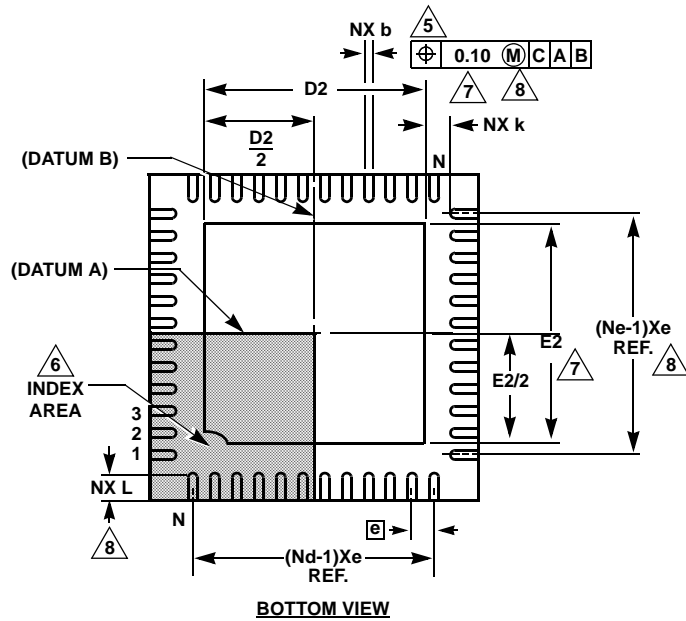 NX b
5
⌖ 0.10 Ⓜ C A B
7
8
D2
D2
2
NX k
(DATUM B)
N
(DATUM A)
6
INDEX
AREA
3
2
1
E2/2
E2
7
(Ne-1)Xe
REF.
8
NX L
8
N
e
(Nd-1)Xe
REF.
BOTTOM VIEW